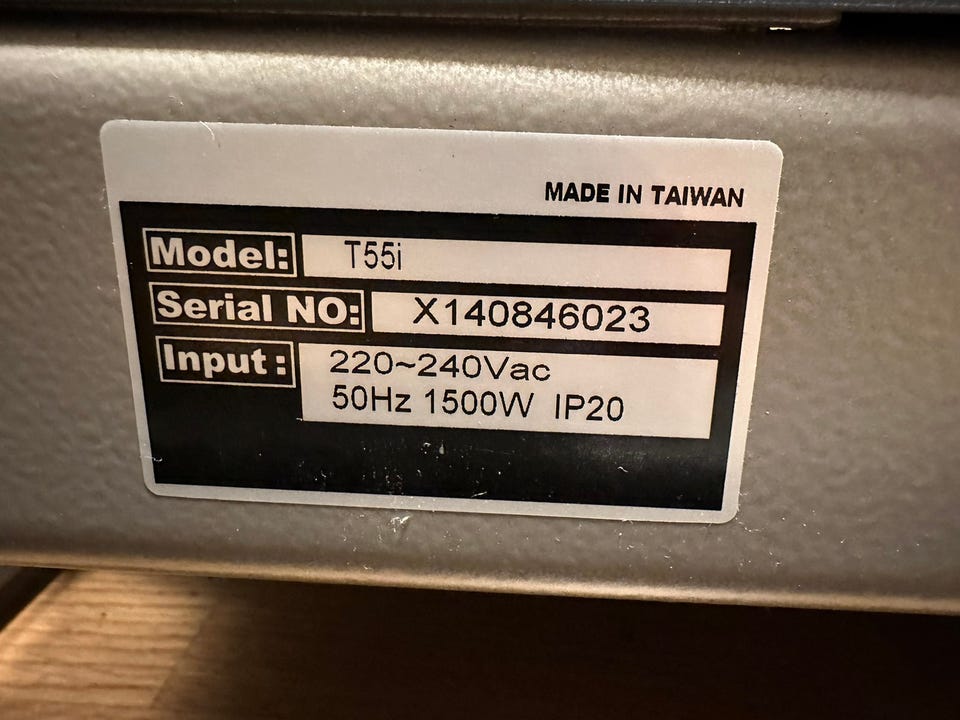 MADE IN TAIWAN
Model: T55i
Serial NO: X140846023
Input: 220~240Vac
50Hz 1500W IP20